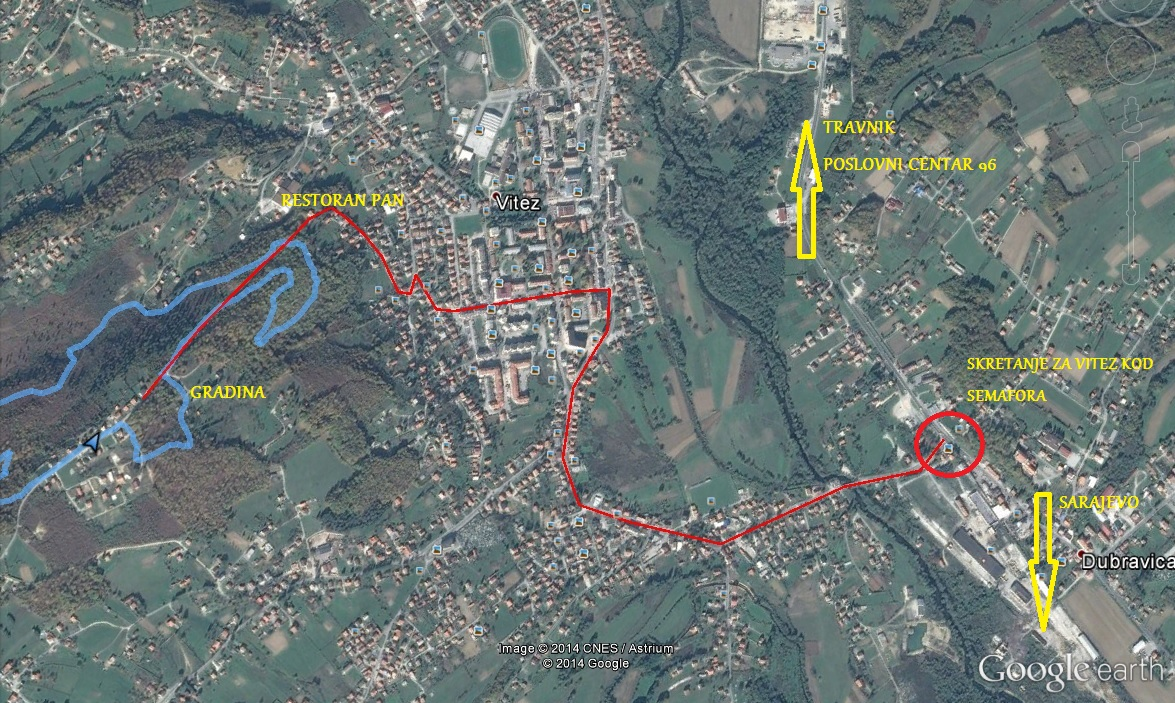 TRAVNIK
POSLOVNI CENTAR 96
RESTORAN PAN
Vitez
SKRETANJE ZA VITEZ KOD
SEMAFORA
GRADINA
SARAJEVO
Dubravica
Image © 2014 CNES / Astrium
© 2014 Google
Google earth